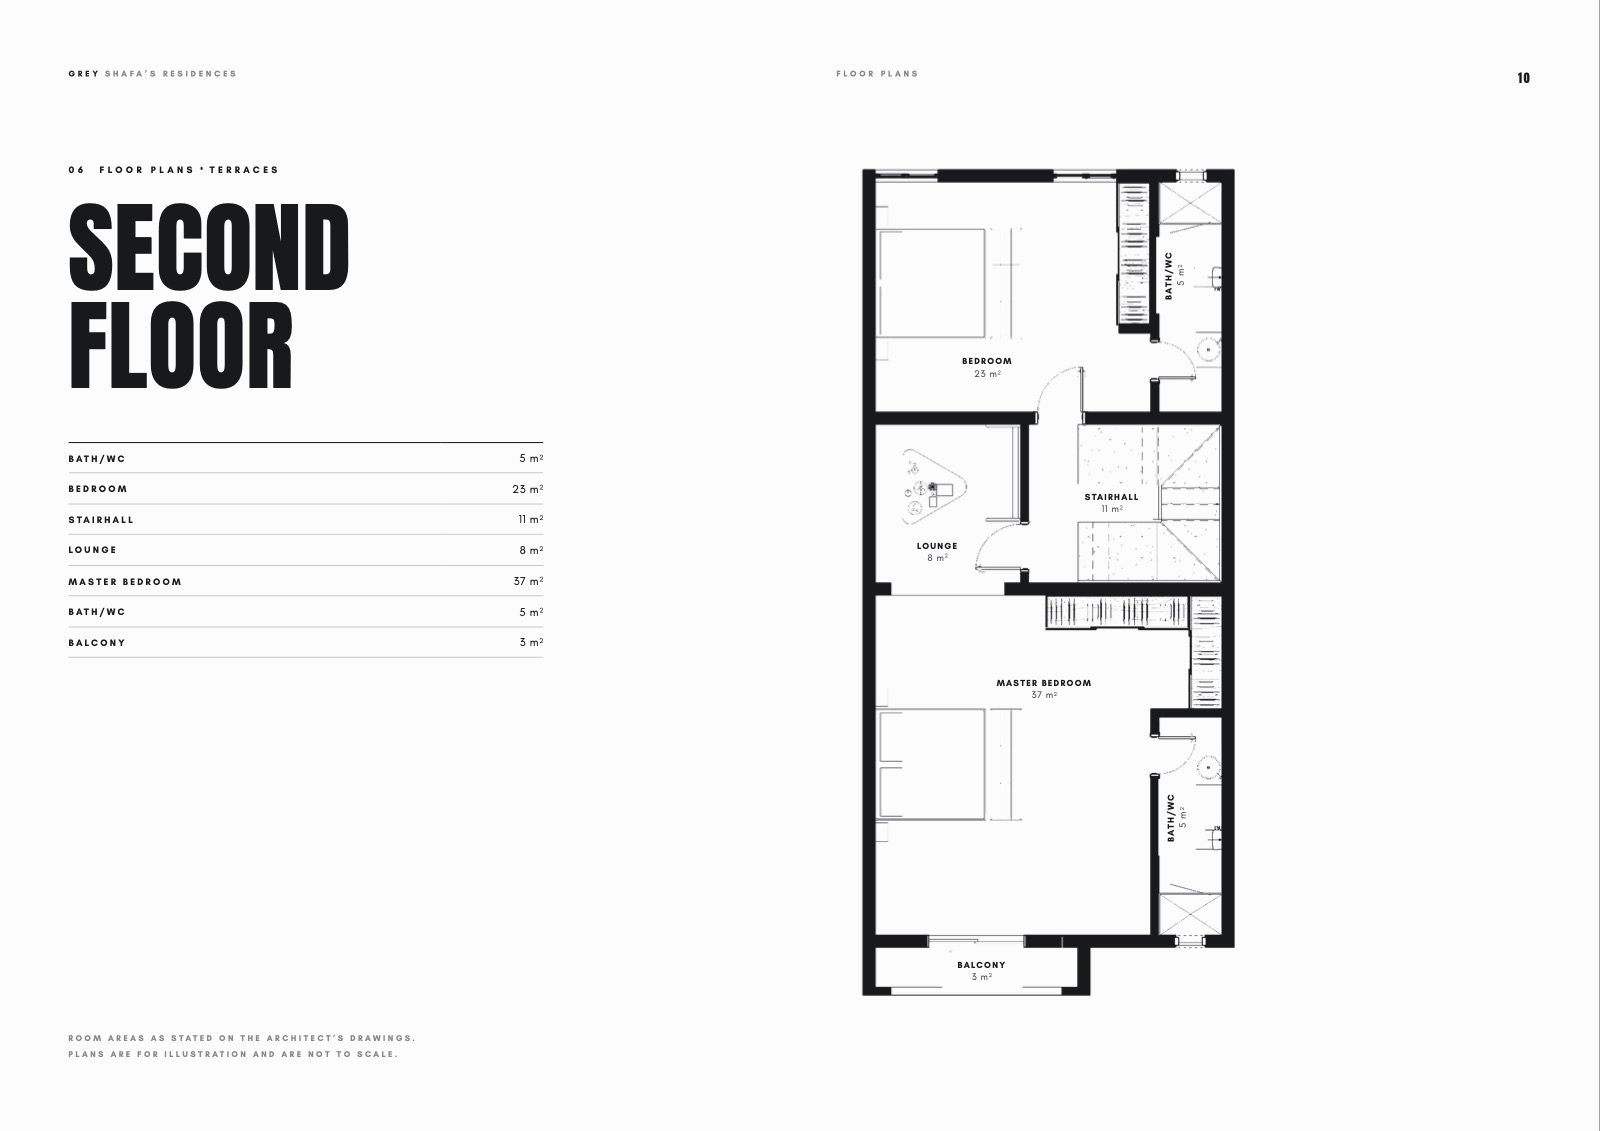 GREY SHAFA'S RESIDENCES
FLOOR PLANS
10
06 FLOOR PLANS • TERRACES
SECOND
FLOOR
BATH/WC 5 m²
BEDROOM 23 m²
STAIRHALL 11 m²
LOUNGE 8 m²
MASTER BEDROOM 37 m²
BATH/WC 5 m²
BALCONY 3 m²
BATH/WC
5 m²
BEDROOM
23 m²
STAIRHALL
11 m²
LOUNGE
8 m²
MASTER BEDROOM
37 m²
BATH/WC
5 m²
BALCONY
3 m²
ROOM AREAS AS STATED ON THE ARCHITECT'S DRAWINGS.
PLANS ARE FOR ILLUSTRATION AND ARE NOT TO SCALE.